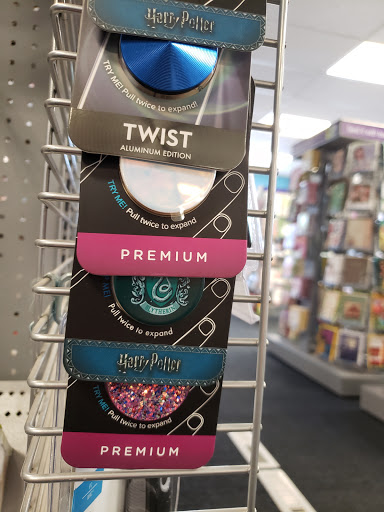 Harry Potter
TRY ME! Pull twice to expand!
TWIST
ALUMINUM EDITION
TRY ME! Pull twice to expand
PREMIUM
ME! Pull twice to expand
Harry Potter
TRY ME! Pull twice to expand
PREMIUM